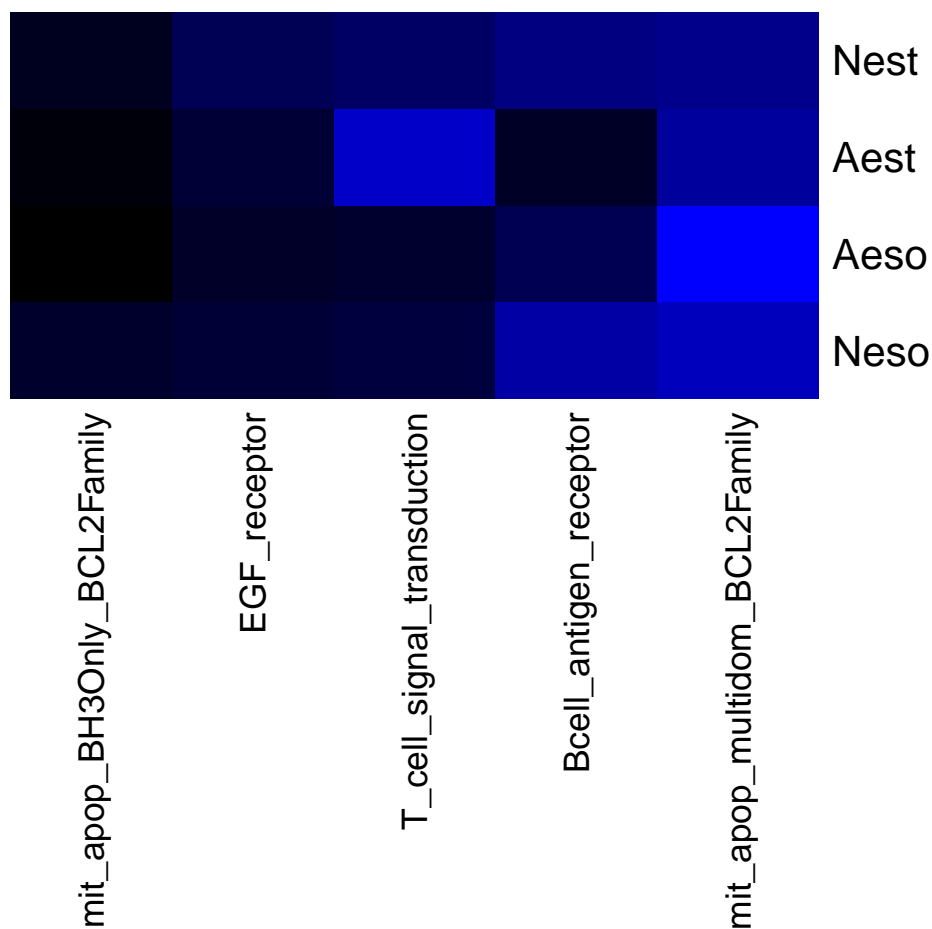 Nest
Aest
Aeso
Neso
mit_apop_BH3Only_BCL2Family
EGF_receptor
T_cell_signal_transduction
Bcell_antigen_receptor
mit_apop_multidom_BCL2Family